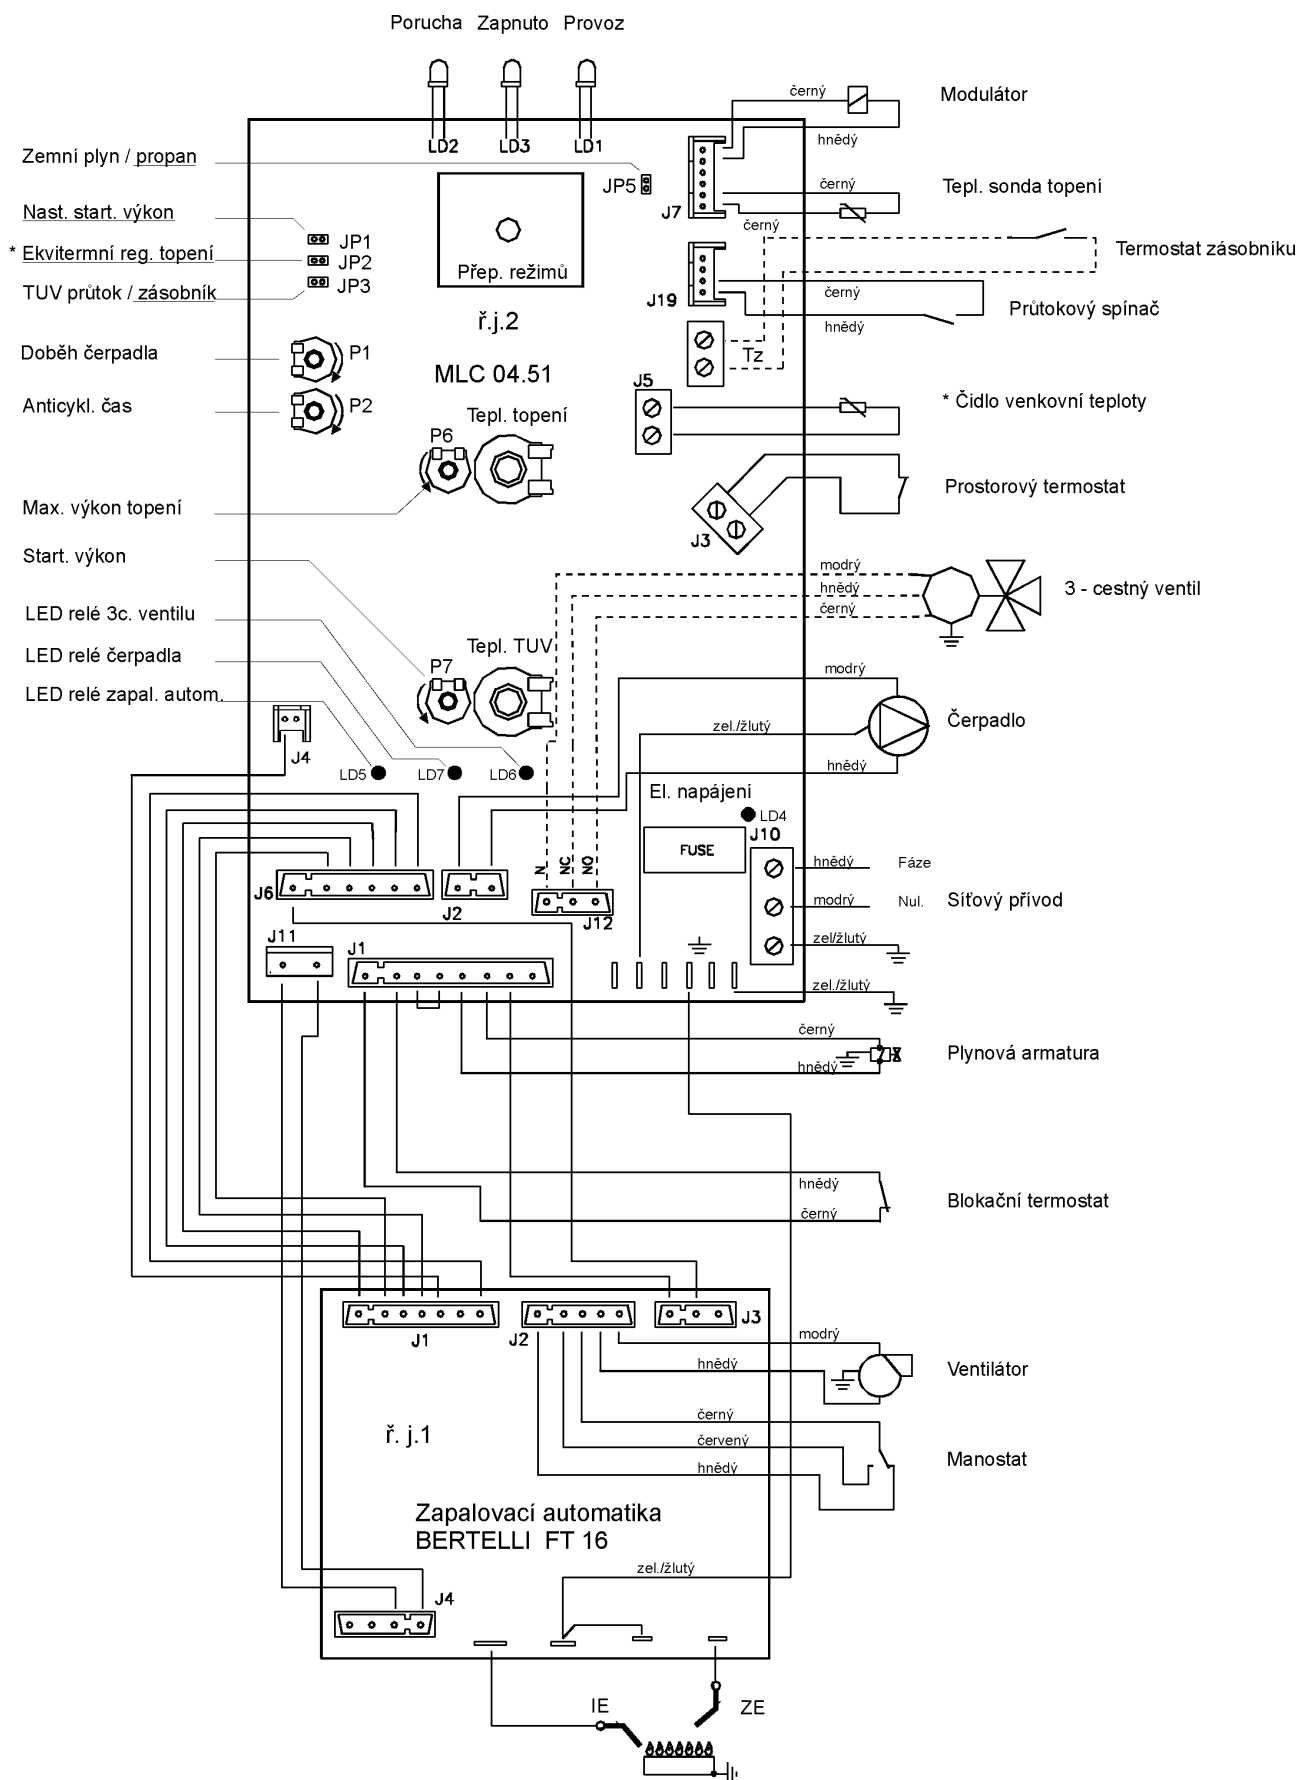 Porucha Zapnuto Provoz
černý
Modulátor
hnědý
LD2 LD3 LD1
Zemní plyn / propan
JP5
J7
černý
Tepl. sonda topení
černý
Nast. start. výkon
JP1
* Ekvitermní reg. topení
JP2
TUV průtok / zásobník
JP3
Přep. režimů
Termostat zásobníku
J19
černý
hnědý
Průtokový spínač
ř.j.2
Doběh čerpadla
P1
Tz
MLC 04.51
J5
Anticykl. čas
P2
Tepl. topení
* Čidlo venkovní teploty
P6
Max. výkon topení
Prostorový termostat
J3
Start. výkon
modrý
hnědý
černý
3 - cestný ventil
LED relé 3c. ventilu
LED relé čerpadla
Tepl. TUV
P7
LED relé zapal. autom.
modrý
zel./žlutý
Čerpadlo
J4
hnědý
LD5 LD7 LD6
El. napájení
LD4
J10
FUSE
N NC NO
hnědý Fáze
J6
J2
J12
modrý Nul.
Síťový přívod
zel/žlutý
J11
J1
zel./žlutý
černý
Plynová armatura
hnědý
hnědý
Blokační termostat
černý
J1 J2 J3
modrý
hnědý
Ventilátor
černý
ř. j.1
červený
Manostat
hnědý
Zapalovací automatika
BERTELLI FT 16
zel./žlutý
J4
IE ZE